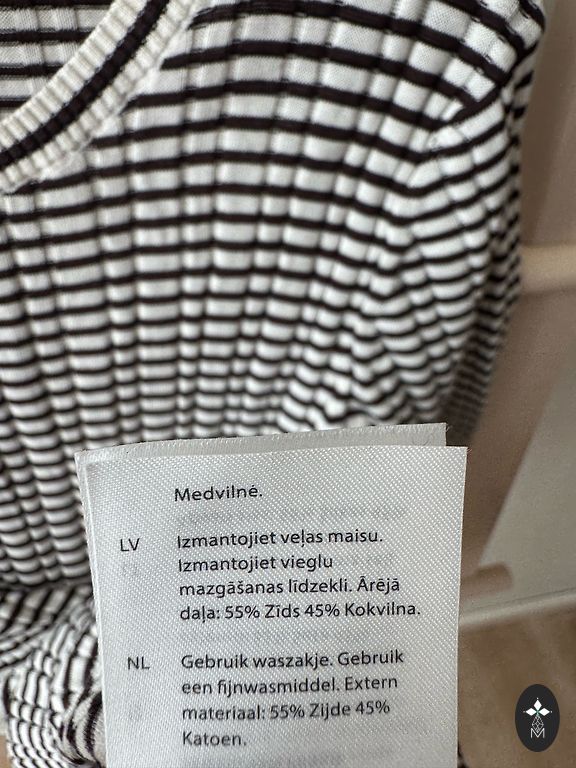 Medvilnė.
LV
Izmantojiet veļas maisu.
Izmantojiet vieglu
mazgāšanas līdzekli. Ārējā
daļa: 55% Zīds 45% Kokvilna.
NL
Gebruik waszakje. Gebruik
een fijnwasmiddel. Extern
materiaal: 55% Zijde 45%
Katoen.
M